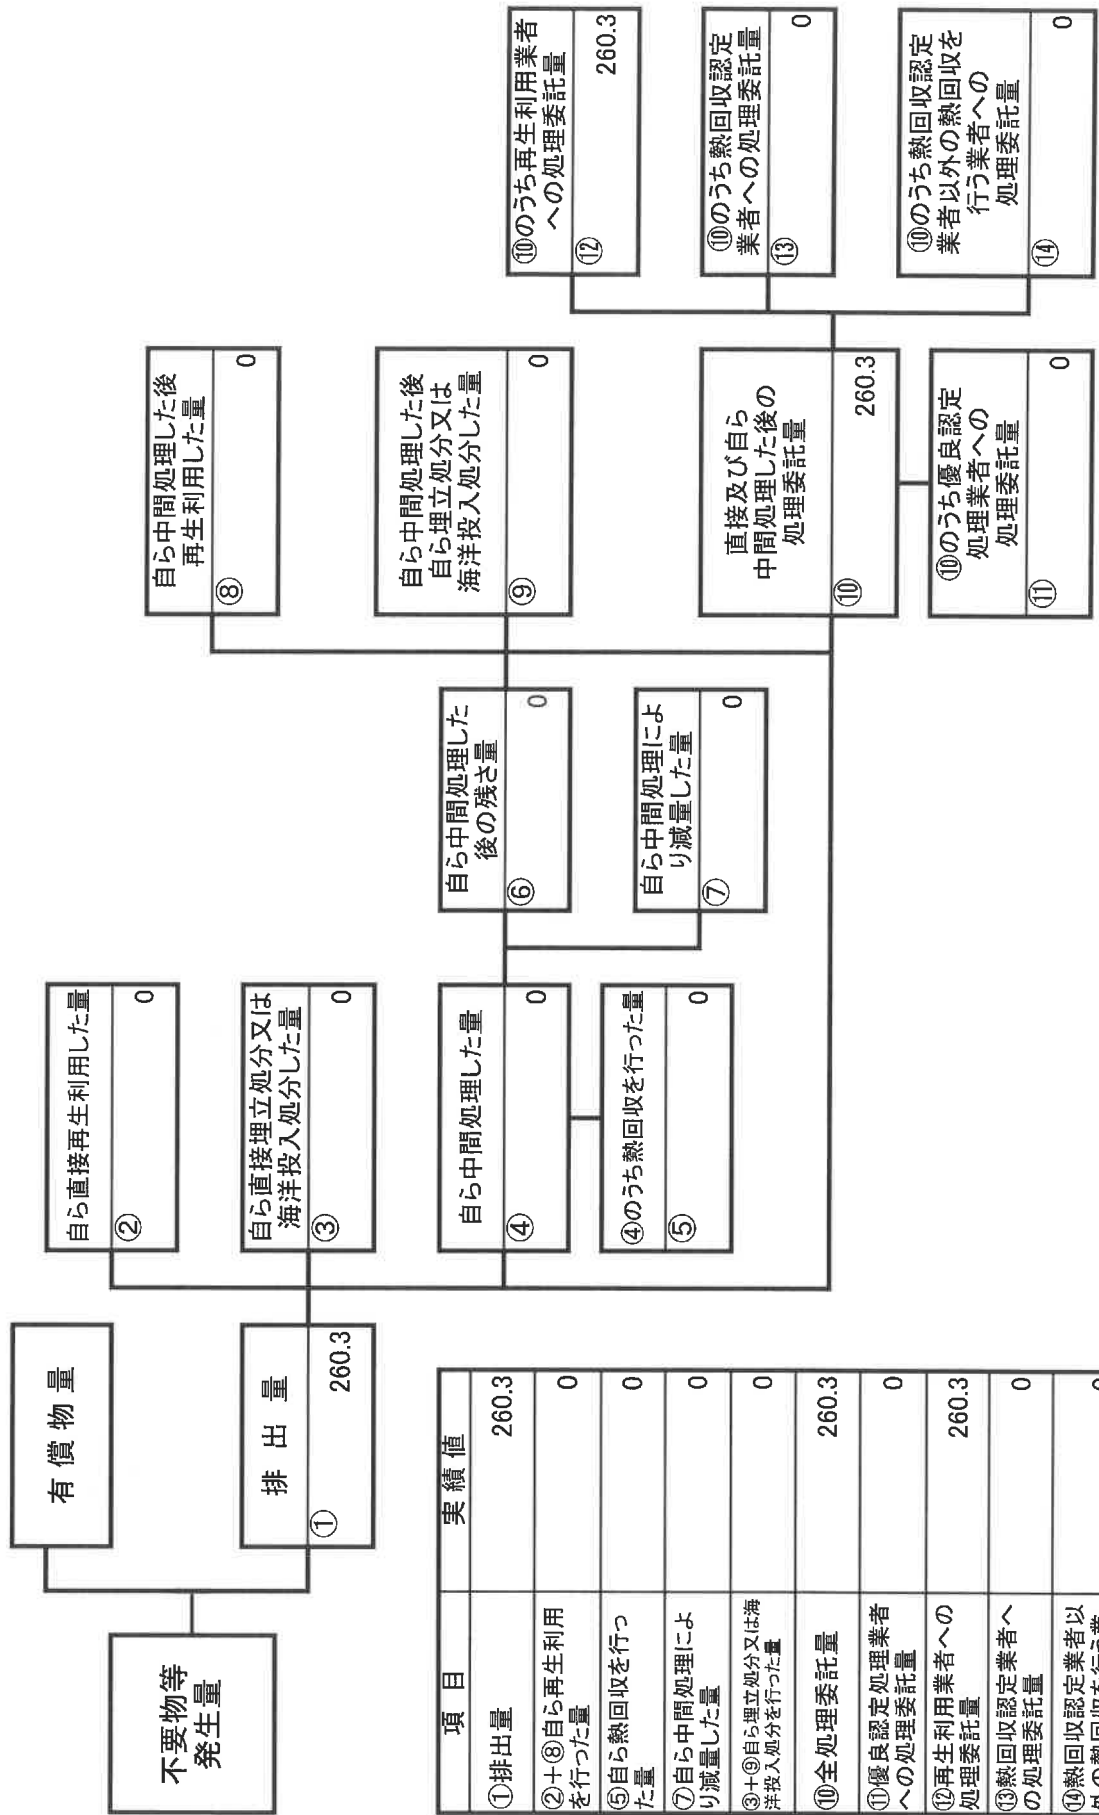 不要物等
発生量
有償物量
排出量
①
260.3
自ら直接再生利用した量
②
0
自ら直接埋立処分又は
海洋投入処分した量
③
0
自ら中間処理した量
④
0
④のうち熱回収を行った量
⑤
0
自ら中間処理した
後の残さ量
⑥
0
自ら中間処理によ
り減量した量
⑦
0
自ら中間処理した後
再生利用した量
⑧
0
自ら中間処理した後
自ら埋立処分又は
海洋投入処分した量
⑨
0
直接及び自ら
中間処理した後の
処理委託量
⑩
260.3
⑩のうち優良認定
処理業者への
処理委託量
⑪
0
⑩のうち再生利用業者
への処理委託量
⑫
260.3
⑩のうち熱回収認定
業者への処理委託量
⑬
0
⑩のうち熱回収認定
業者以外の熱回収を
行う業者への
処理委託量
⑭
0
項目 実績値
①排出量 260.3
②+⑧自ら再生利用
を行った量 0
⑤自ら熱回収を行っ
た量 0
⑦自ら中間処理によ
り減量した量 0
③+⑨自ら埋立処分又は海
洋投入処分を行った量 0
⑩全処理委託量 260.3
⑪優良認定処理業者
への処理委託量 0
⑫再生利用業者への
処理委託量 260.3
⑬熱回収認定業者へ
の処理委託量 0
⑭熱回収認定業者以
外の熱回収を行う業 0